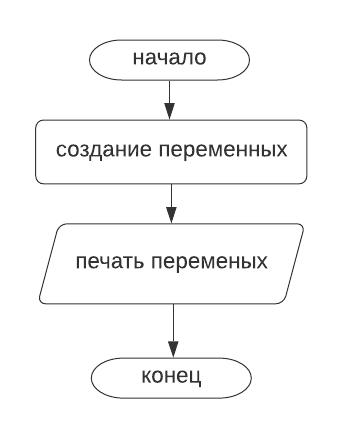 начало
создание переменных
печать переменых
конец